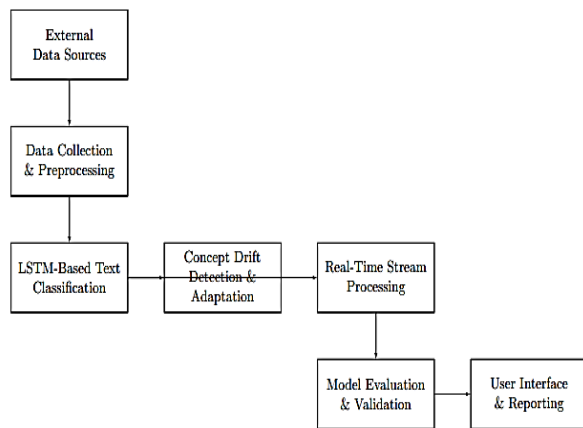 External
Data Sources
Data Collection
& Preprocessing
LSTM-Based Text
Classification
Concept Drift
Detection &
Adaptation
Real-Time Stream
Processing
Model Evaluation
& Validation
User Interface
& Reporting